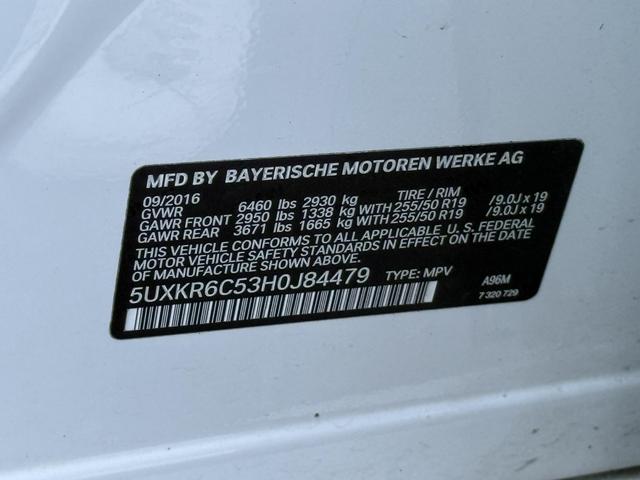 MFD BY BAYERISCHE MOTOREN WERKE AG
09/2016 TIRE / RIM
GVWR 6460 lbs 2930 kg
GAWR FRONT 2950 lbs 1338 kg WITH 255/50 R19 /9.0J x 19
GAWR REAR 3671 lbs 1665 kg WITH 255/50 R19 /9.0J x 19
THIS VEHICLE CONFORMS TO ALL APPLICABLE U. S. FEDERAL
MOTOR VEHICLE SAFETY STANDARDS IN EFFECT ON THE DATE
OF MANUFACTURE SHOWN ABOVE.
5UXKR6C53H0J84479 TYPE: MPV A96M
7 320 729